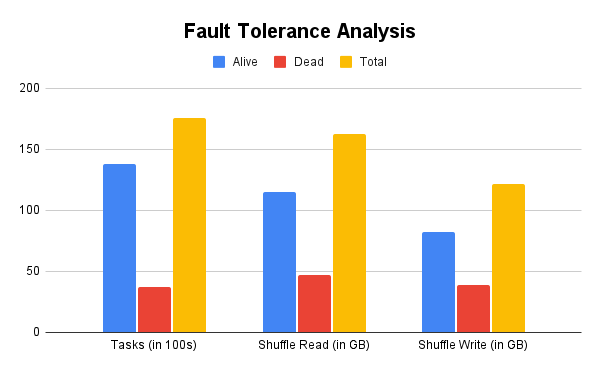 Fault Tolerance Analysis
Alive Dead Total
200
150
100
50
0
Tasks (in 100s) Shuffle Read (in GB) Shuffle Write (in GB)